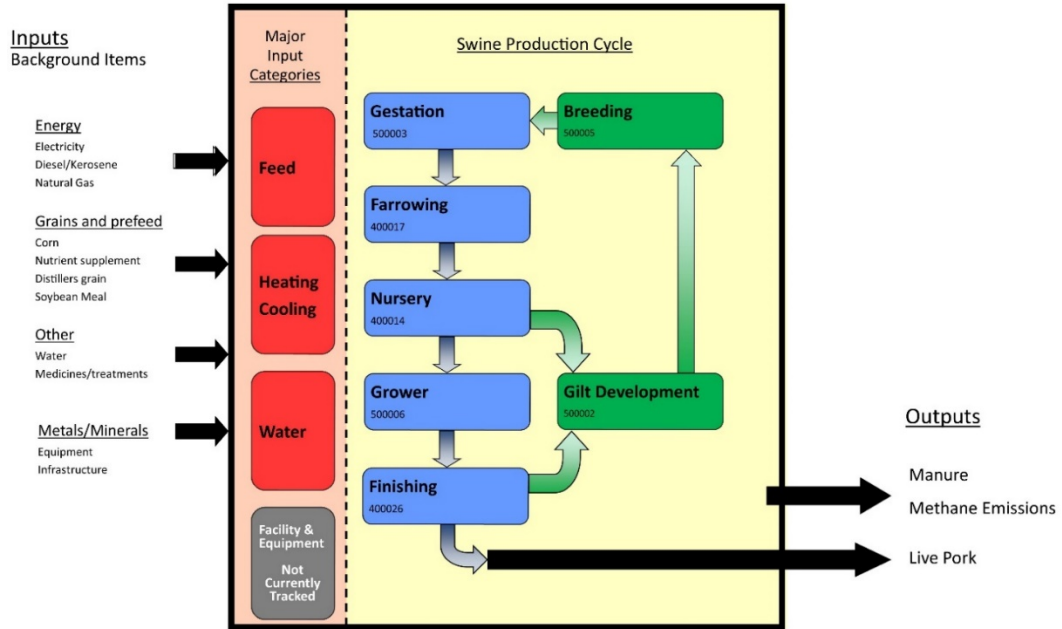 Inputs
Background Items
Energy
Electricity
Diesel/Kerosene
Natural Gas
Grains and prefeed
Corn
Nutrient supplement
Distillers grain
Soybean Meal
Other
Water
Medicines/treatments
Metals/Minerals
Equipment
Infrastructure
Major
Input
Categories
Feed
Heating
Cooling
Water
Facility &
Equipment
Not
Currently
Tracked
Swine Production Cycle
Gestation
500003
Breeding
500005
Farrowing
400017
Nursery
400014
Grower
500006
Gilt Development
500002
Finishing
400026
Outputs
Manure
Methane Emissions
Live Pork